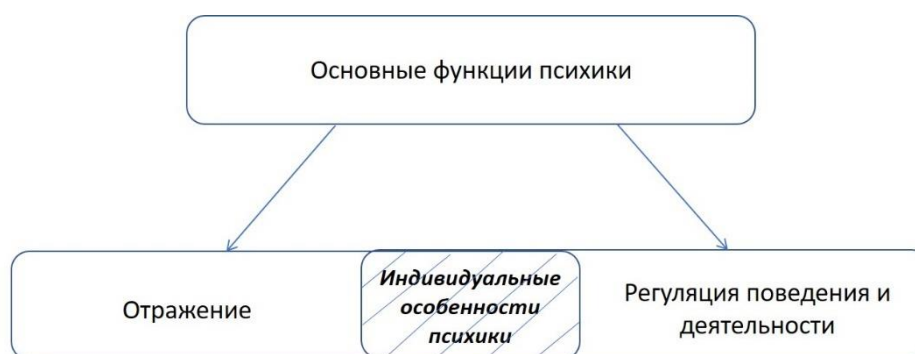 Основные функции психики
Отражение
Индивидуальные
особенности
психики
Регуляция поведения и
деятельности